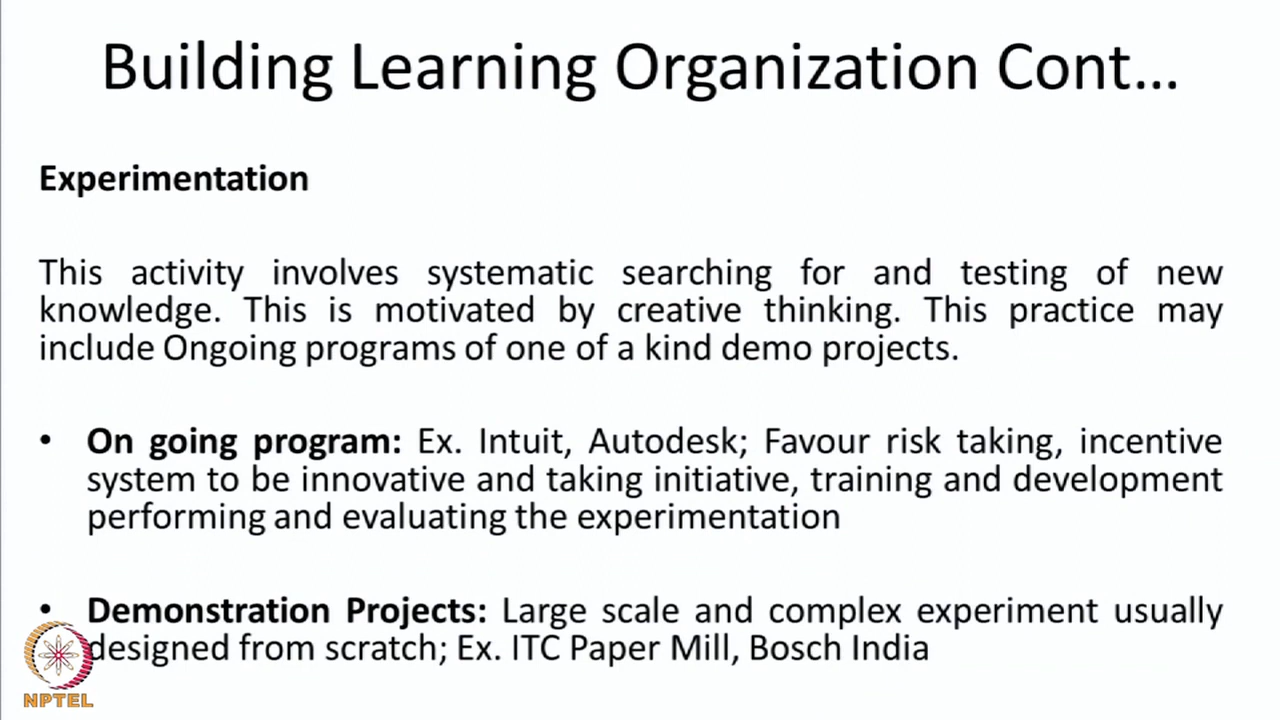 Building Learning Organization Cont...
Experimentation
This activity involves systematic searching for and testing of new
knowledge. This is motivated by creative thinking. This practice may
include Ongoing programs of one of a kind demo projects.
• On going program: Ex. Intuit, Autodesk; Favour risk taking, incentive
system to be innovative and taking initiative, training and development
performing and evaluating the experimentation
• Demonstration Projects: Large scale and complex experiment usually
designed from scratch; Ex. ITC Paper Mill, Bosch India
NPTEL